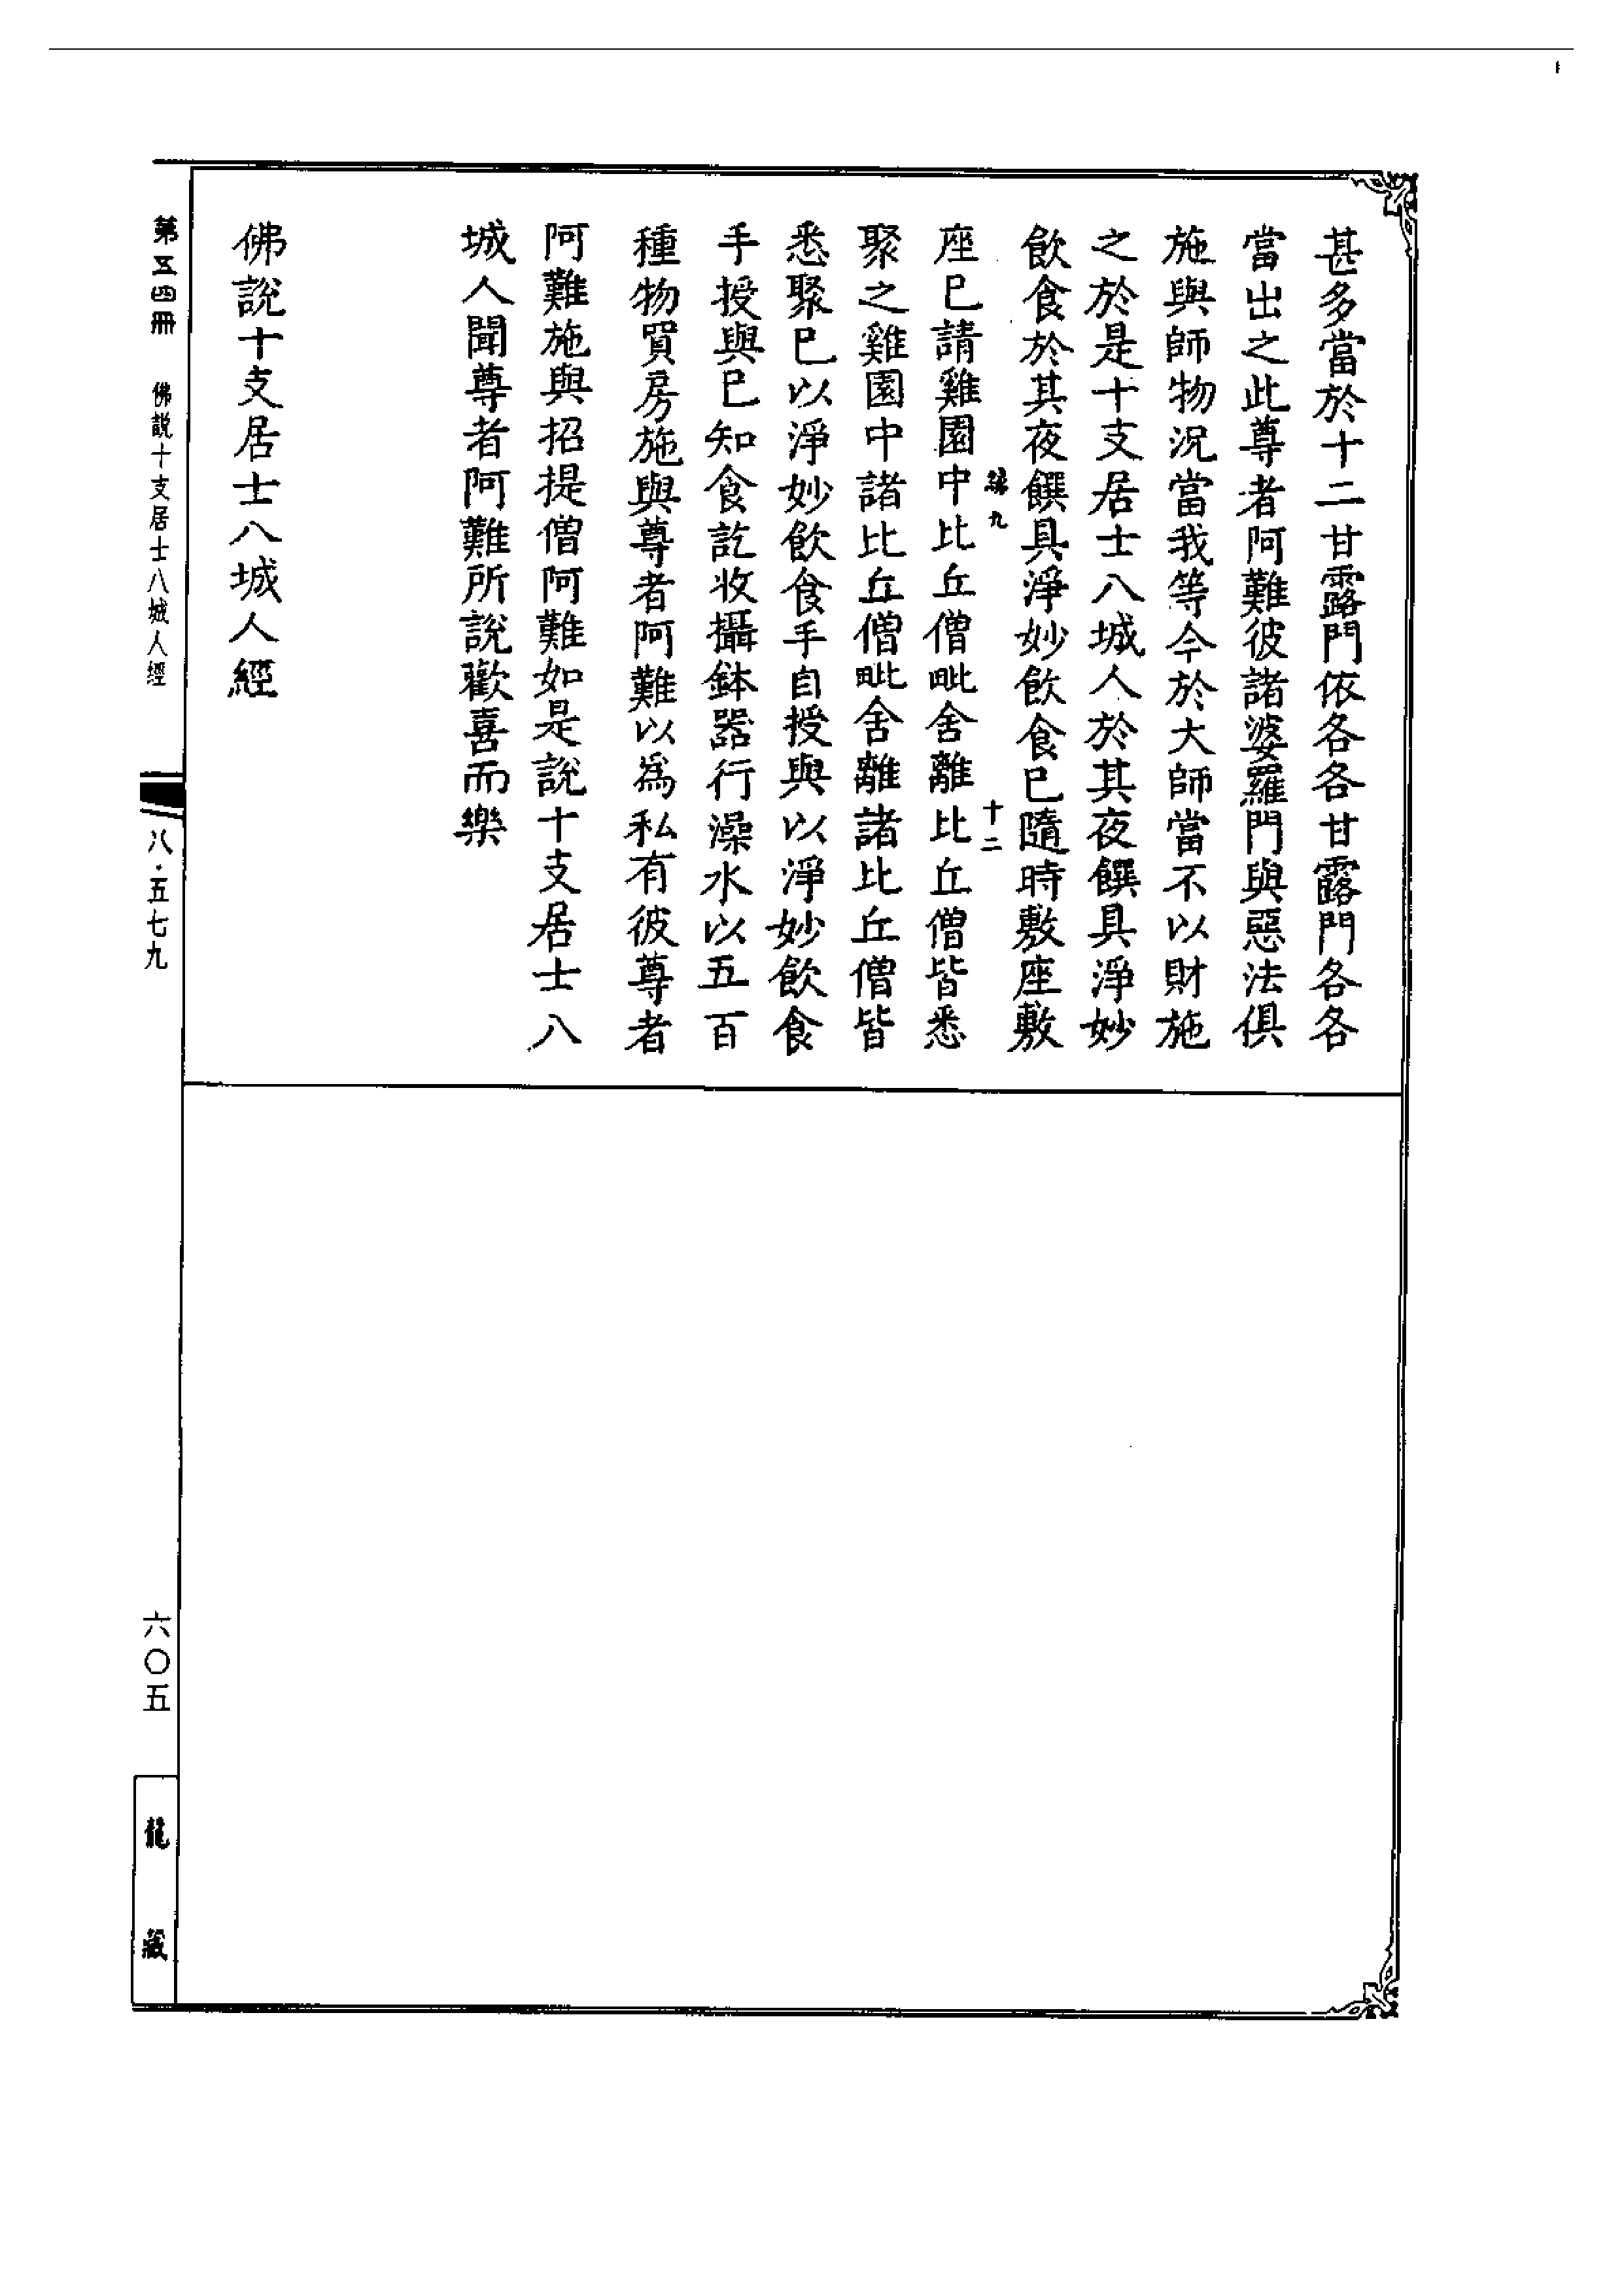 甚多當於十二甘露門依各各甘露門各各
當出之此尊者阿難彼諸婆羅門與惡法俱
施與師物況當我等今於大師當不以財施
之於是十支居士八城人於其夜饌具淨妙
飲食於其夜饌具淨妙飲食已隨時敷座敷
九
十二
座已請雞園中比丘僧毗舍離比丘僧皆悉
聚之雞園中諸比丘僧毗舍離諸比丘僧皆
悉聚已以淨妙飲食手自授與以淨妙飲食
手授與已知食訖收攝鉢器行澡水以五百
種物買房施與尊者阿難以為私有彼尊者
阿難施與招提僧阿難如是說十支居士八
城人聞尊者阿難所說歡喜而樂
佛說十支居士八城人經
第五四冊 佛說十支居士八城人經
八·五七九
六〇五
龍藏